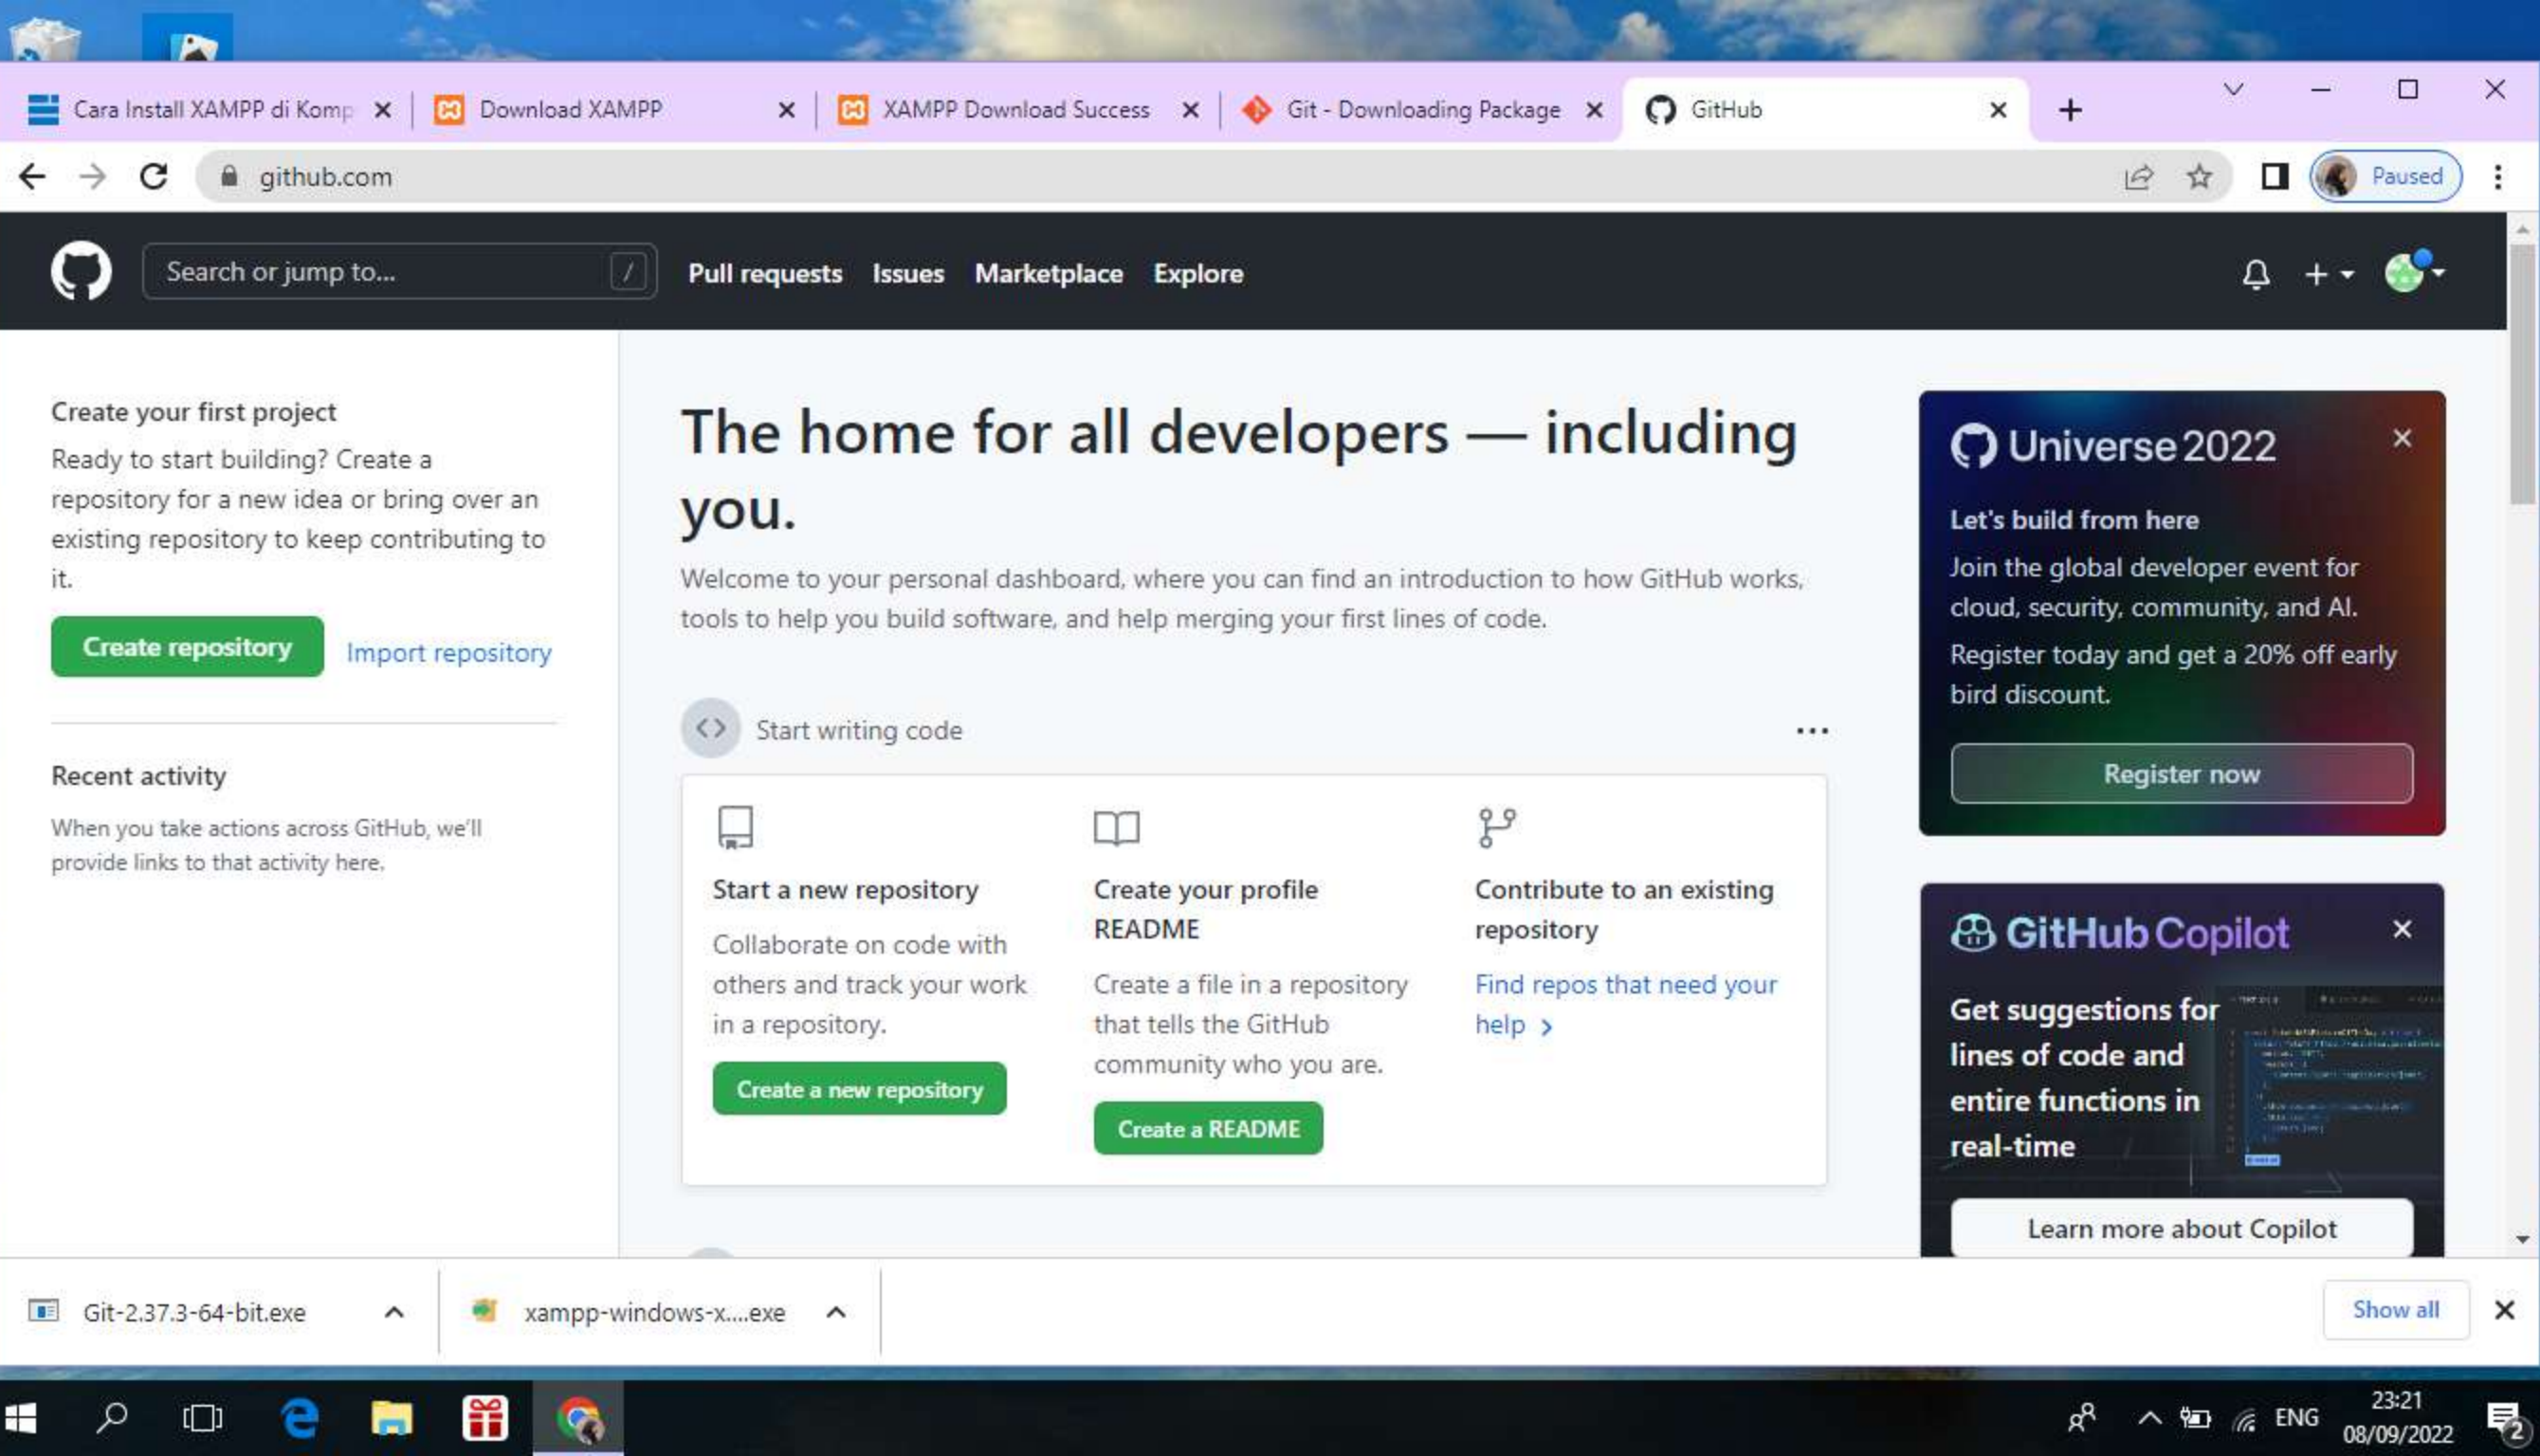 Cara Install XAMPP di Komp
Download XAMPP
XAMPP Download Success
Git - Downloading Package
GitHub
github.com
Paused
Search or jump to...
/
Pull requests
Issues
Marketplace
Explore
Create your first project
Ready to start building? Create a
repository for a new idea or bring over an
existing repository to keep contributing to
it.
Create repository
Import repository
Recent activity
When you take actions across GitHub, we'll
provide links to that activity here.
The home for all developers — including
you.
Welcome to your personal dashboard, where you can find an introduction to how GitHub works,
tools to help you build software, and help merging your first lines of code.
Start writing code
Start a new repository
Collaborate on code with
others and track your work
in a repository.
Create a new repository
Create your profile
README
Create a file in a repository
that tells the GitHub
community who you are.
Create a README
Contribute to an existing
repository
Find repos that need your
help >
Universe 2022
Let's build from here
Join the global developer event for
cloud, security, community, and AI.
Register today and get a 20% off early
bird discount.
Register now
GitHub Copilot
Get suggestions for
lines of code and
entire functions in
real-time
Learn more about Copilot
Git-2.37.3-64-bit.exe
xampp-windows-x....exe
Show all
ENG
23:21
08/09/2022
2